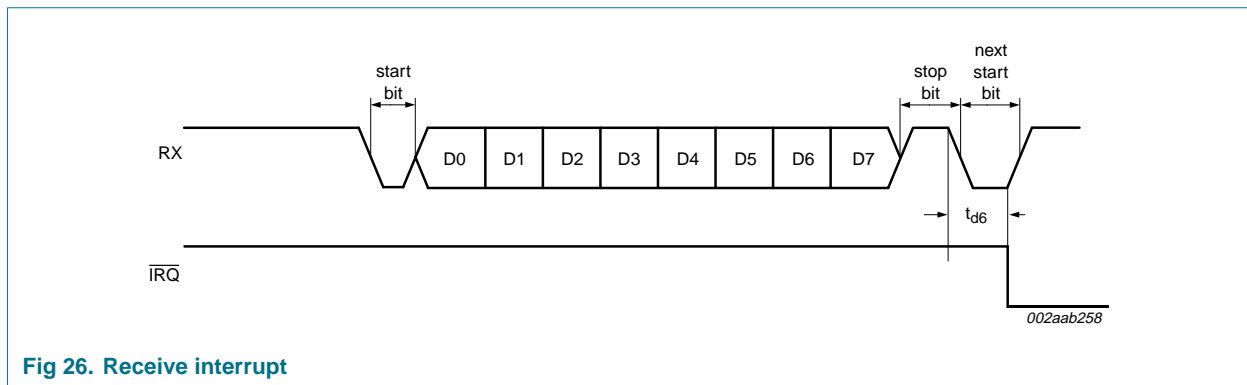 start
bit
stop
bit
next
start
bit
RX
D0 D1 D2 D3 D4 D5 D6 D7
td6
IRQ
002aab258
Fig 26. Receive interrupt